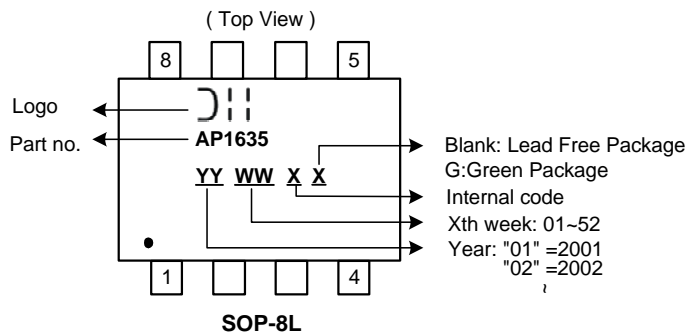 ( Top View )
8 5
Logo
Part no. AP1635
YY WW X X
Blank: Lead Free Package
G:Green Package
Internal code
Xth week: 01~52
Year: "01" =2001
"02" =2002
~
1 4
SOP-8L